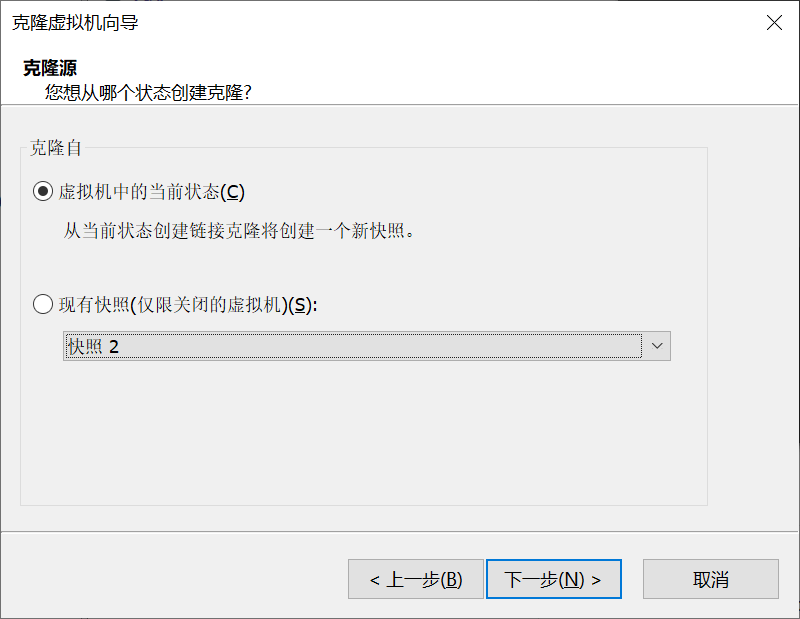 克隆虚拟机向导
克隆源
您想从哪个状态创建克隆?
克隆自
虚拟机中的当前状态(C)
从当前状态创建链接克隆将创建一个新快照。
现有快照(仅限关闭的虚拟机)(S):
快照 2
< 上一步(B) 下一步(N) > 取消